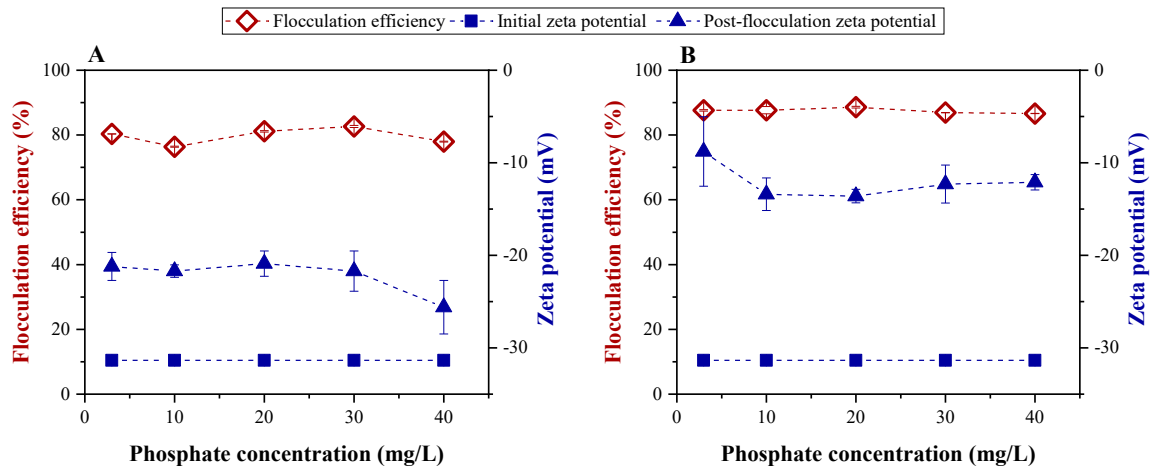 Flocculation efficiency Initial zeta potential Post-flocculation zeta potential
A
100
80
60
40
20
0
0
-10
-20
-30
0 10 20 30 40
Flocculation efficiency (%)
Zeta potential (mV)
Phosphate concentration (mg/L)
B
100
80
60
40
20
0
0
-10
-20
-30
0 10 20 30 40
Flocculation efficiency (%)
Zeta potential (mV)
Phosphate concentration (mg/L)